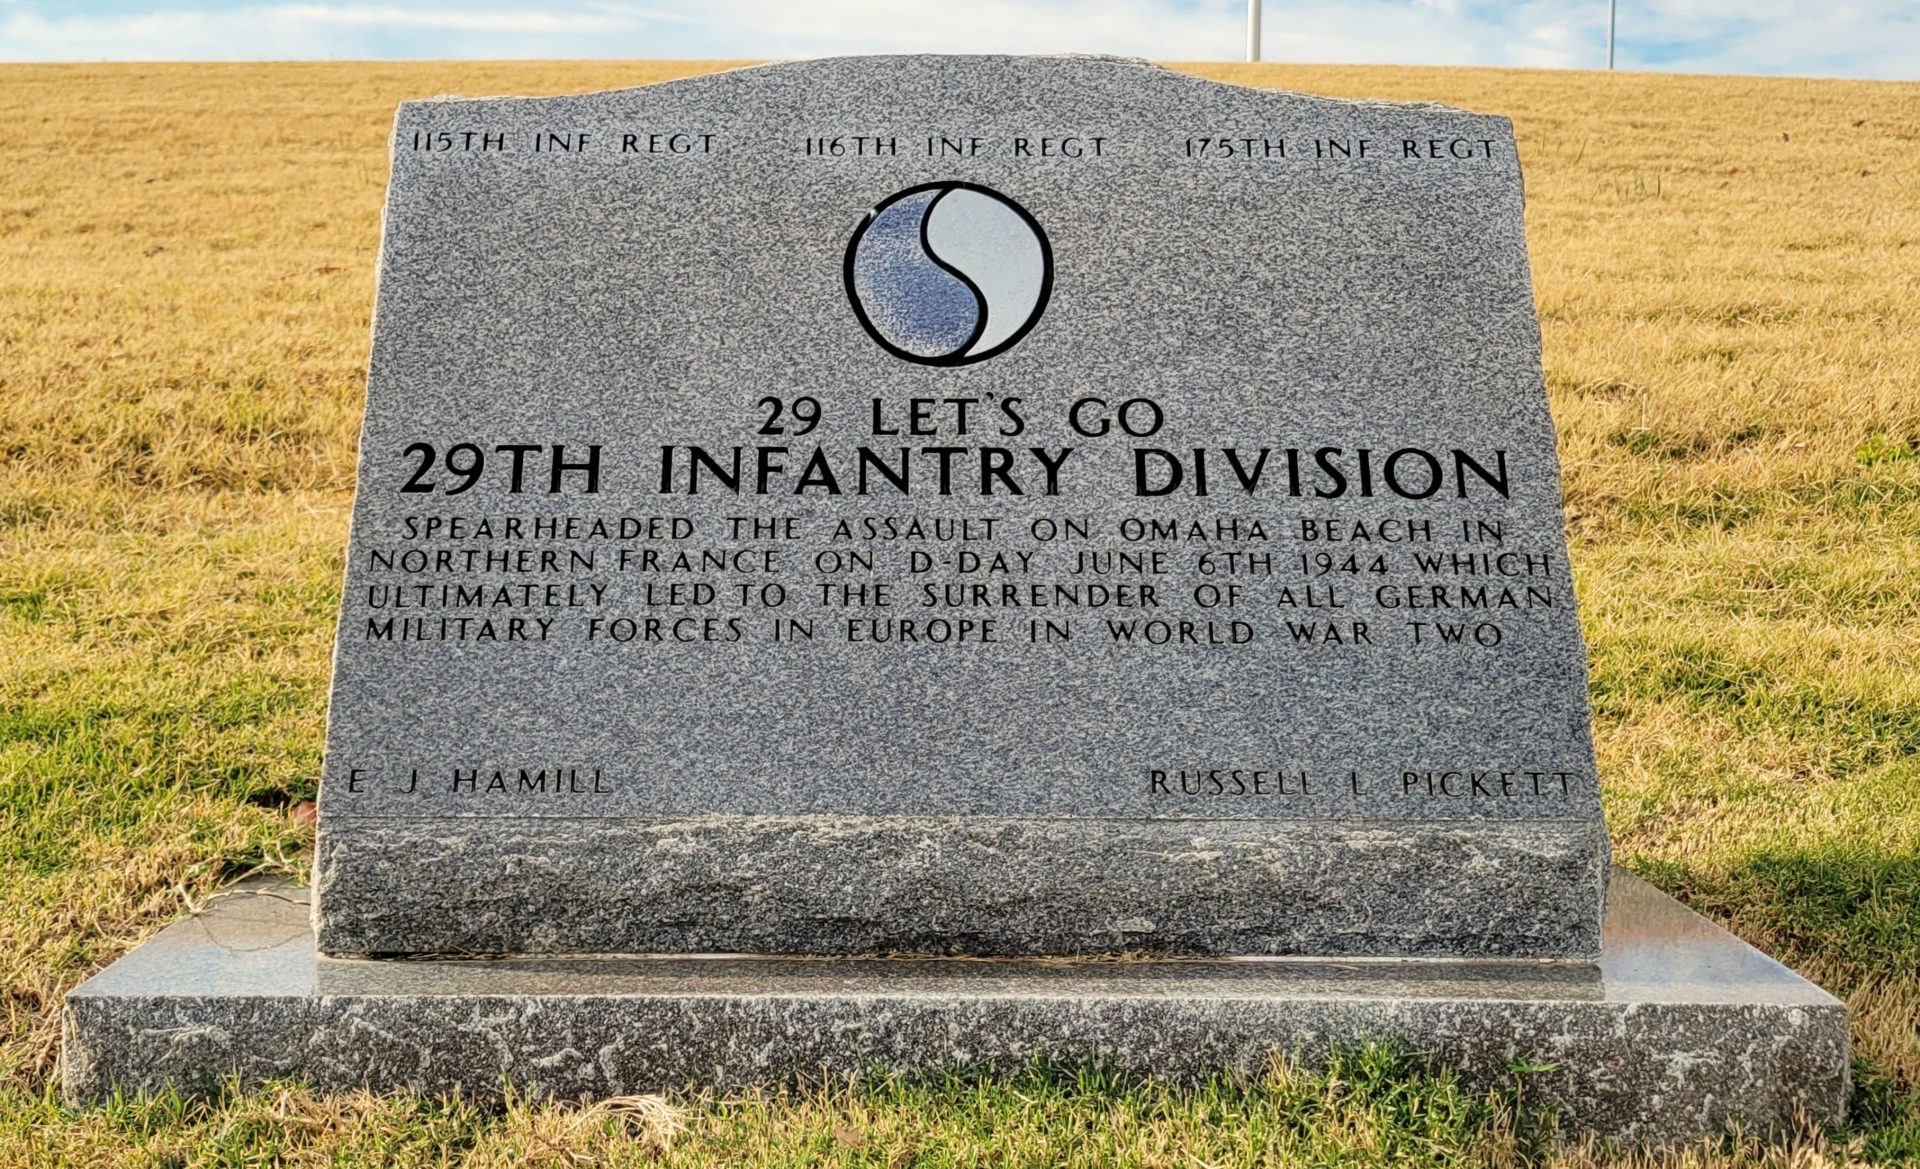 115TH INF REGT 116TH INF REGT 175TH INF REGT
29 LET'S GO
29TH INFANTRY DIVISION
SPEARHEADED THE ASSAULT ON OMAHA BEACH IN
NORTHERN FRANCE ON D-DAY JUNE 6TH 1944 WHICH
ULTIMATELY LED TO THE SURRENDER OF ALL GERMAN
MILITARY FORCES IN EUROPE IN WORLD WAR TWO
E J HAMILL RUSSELL L PICKETT